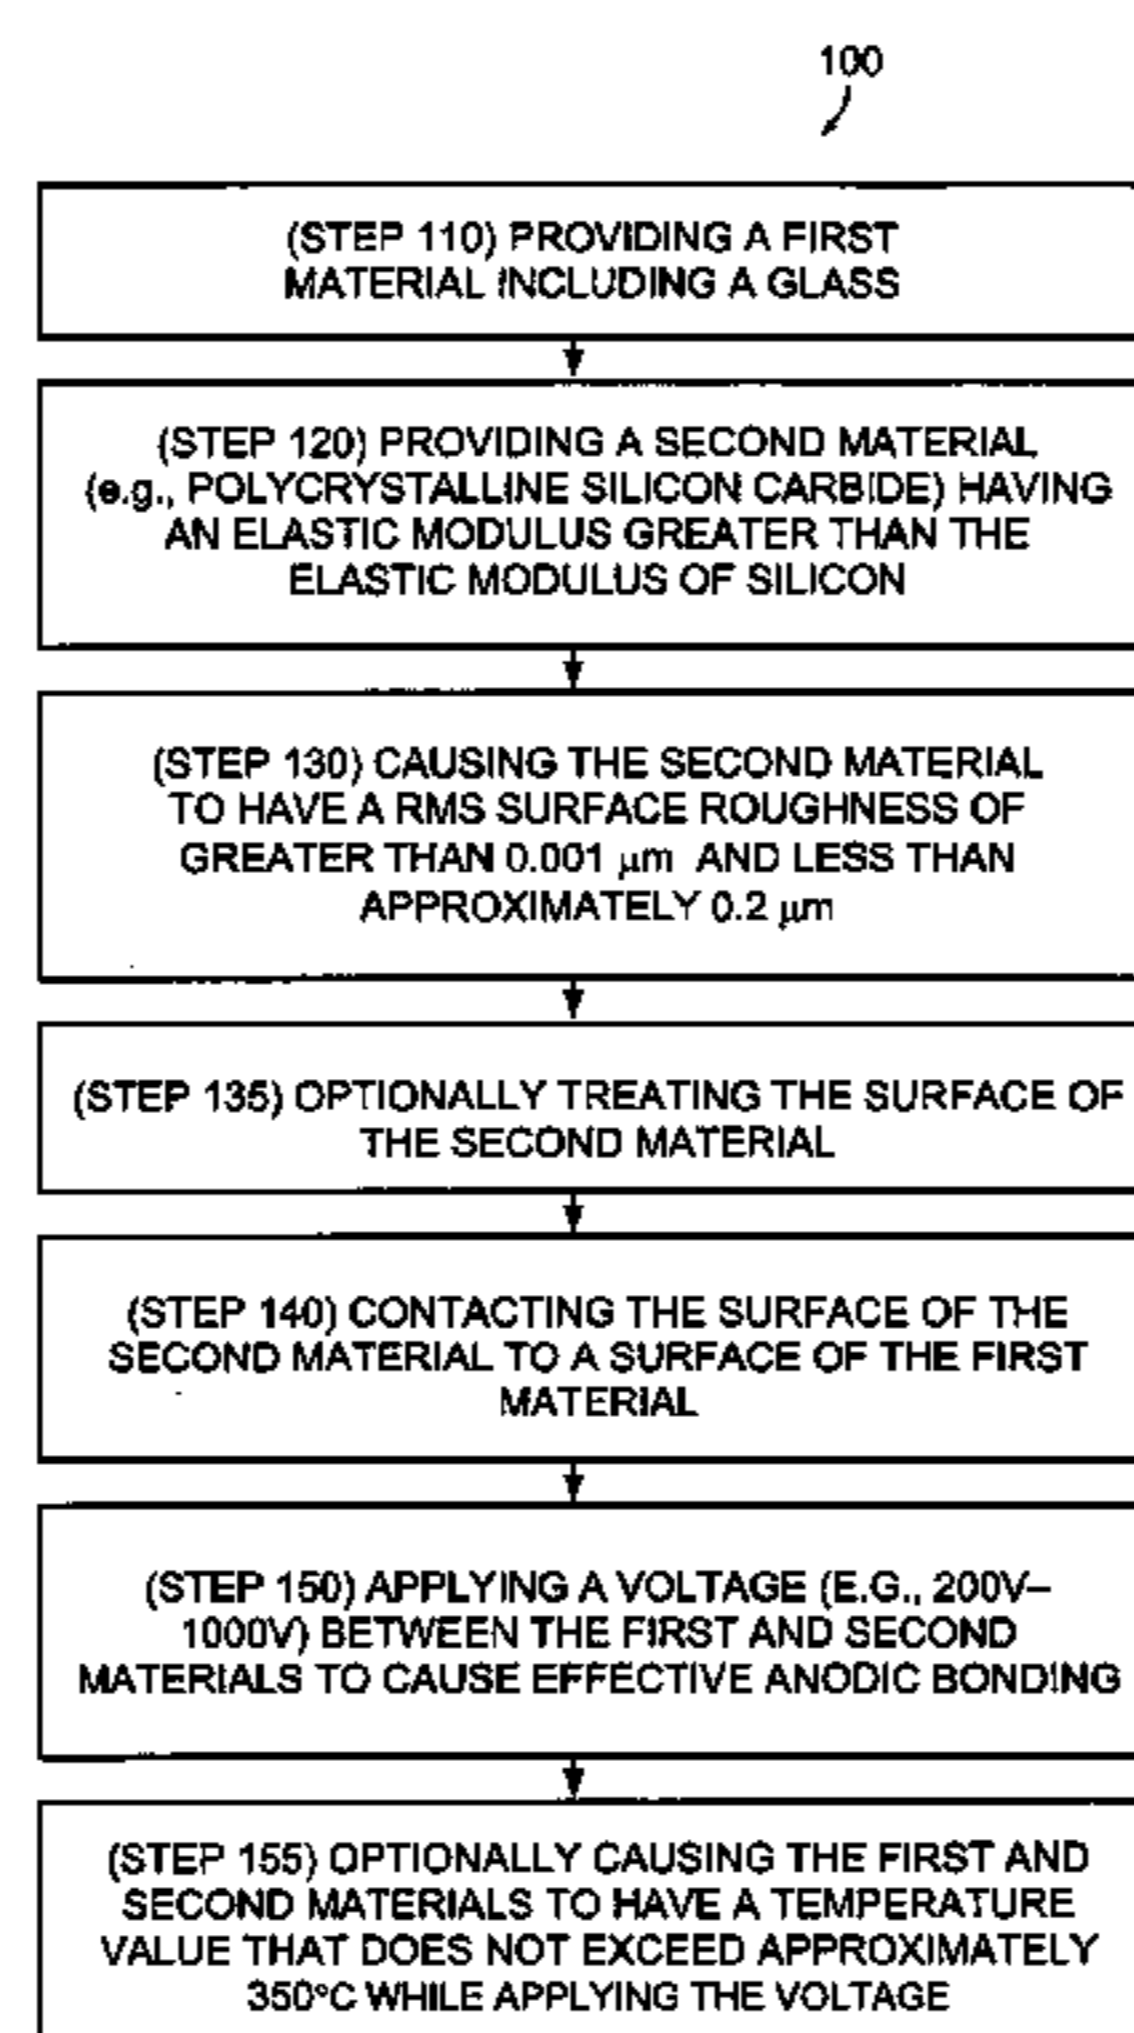 100
(STEP 110) PROVIDING A FIRST
MATERIAL INCLUDING A GLASS
(STEP 120) PROVIDING A SECOND MATERIAL
(e.g., POLYCRYSTALLINE SILICON CARBIDE) HAVING
AN ELASTIC MODULUS GREATER THAN THE
ELASTIC MODULUS OF SILICON
(STEP 130) CAUSING THE SECOND MATERIAL
TO HAVE A RMS SURFACE ROUGHNESS OF
GREATER THAN 0.001 μm AND LESS THAN
APPROXIMATELY 0.2 μm
(STEP 135) OPTIONALLY TREATING THE SURFACE OF
THE SECOND MATERIAL
(STEP 140) CONTACTING THE SURFACE OF THE
SECOND MATERIAL TO A SURFACE OF THE FIRST
MATERIAL
(STEP 150) APPLYING A VOLTAGE (E.G., 200V–
1000V) BETWEEN THE FIRST AND SECOND
MATERIALS TO CAUSE EFFECTIVE ANODIC BONDING
(STEP 155) OPTIONALLY CAUSING THE FIRST AND
SECOND MATERIALS TO HAVE A TEMPERATURE
VALUE THAT DOES NOT EXCEED APPROXIMATELY
350°C WHILE APPLYING THE VOLTAGE